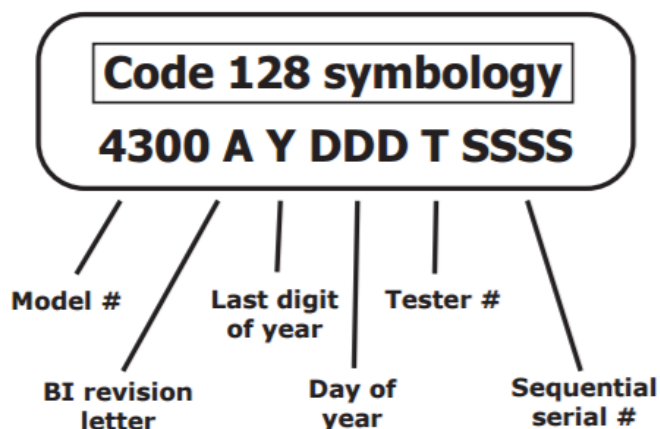 Code 128 symbology
4300 A Y DDD T SSSS
Model #
Last digit
of year
Tester #
BI revision
letter
Day of
year
Sequential
serial #